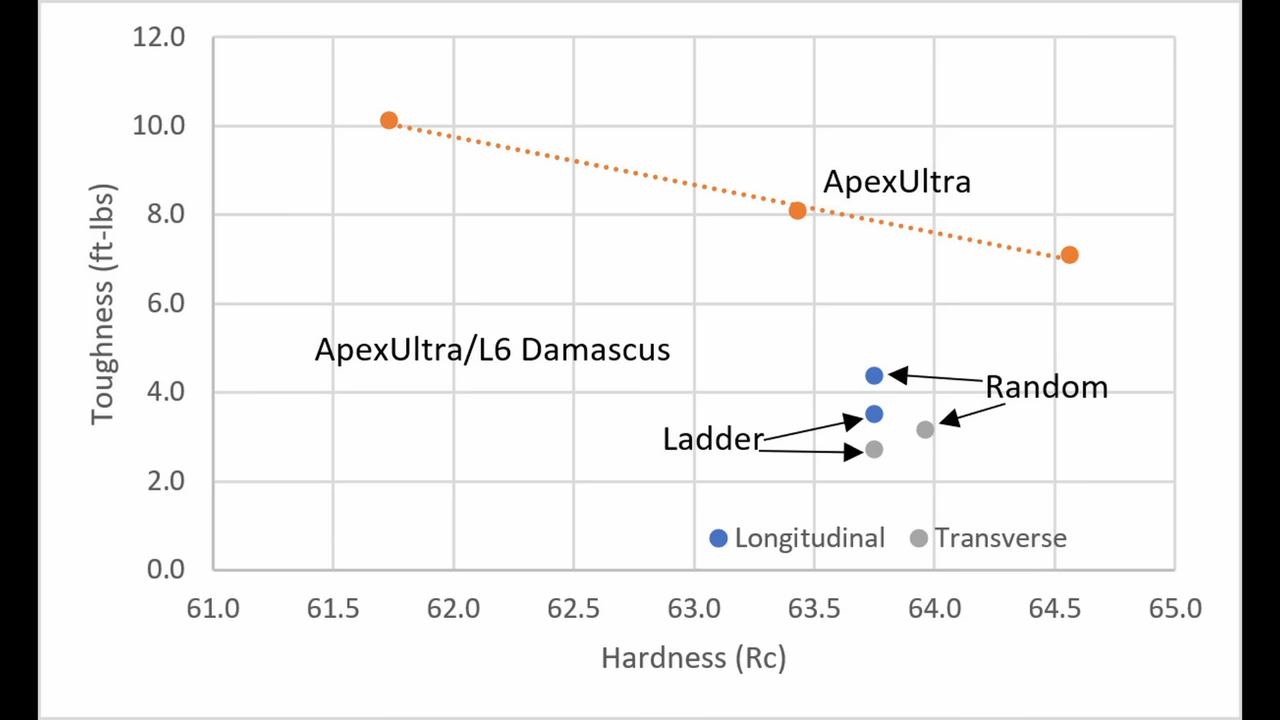 12.0
10.0
8.0
6.0
4.0
2.0
0.0
Toughness (ft-lbs)
ApexUltra
ApexUltra/L6 Damascus
Random
Ladder
Longitudinal
Transverse
61.0 61.5 62.0 62.5 63.0 63.5 64.0 64.5 65.0
Hardness (Rc)